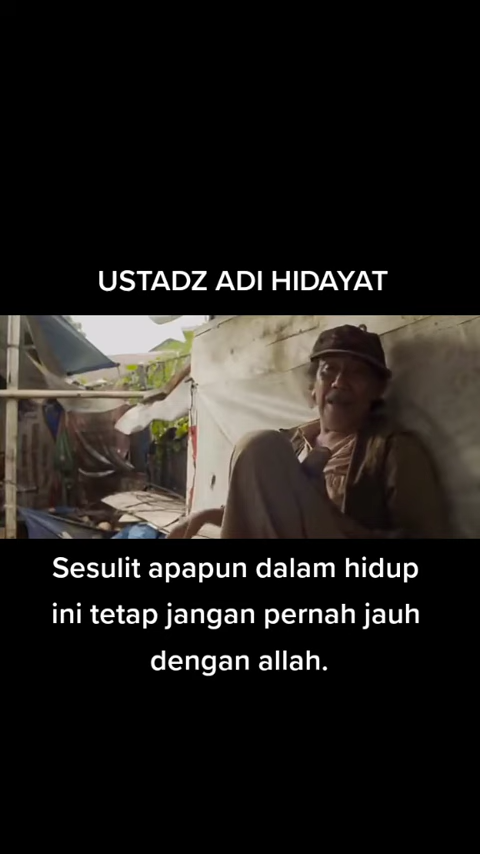 USTADZ ADI HIDAYAT
Sesulit apapun dalam hidup
ini tetap jangan pernah jauh
dengan allah.